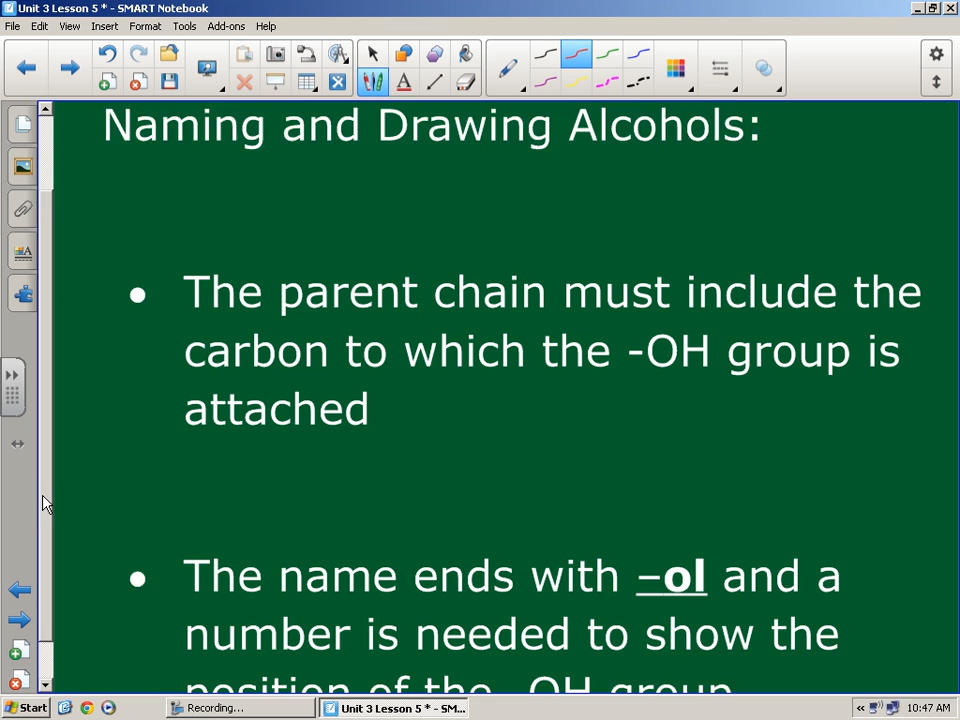 Unit 3 Lesson 5 * - SMART Notebook
File Edit View Insert Format Tools Add-ons Help
Naming and Drawing Alcohols:
• The parent chain must include the
carbon to which the -OH group is
attached
• The name ends with –ol and a
number is needed to show the
position of the -OH group
Start Recording... Unit 3 Lesson 5 * - SM... « 10:47 AM